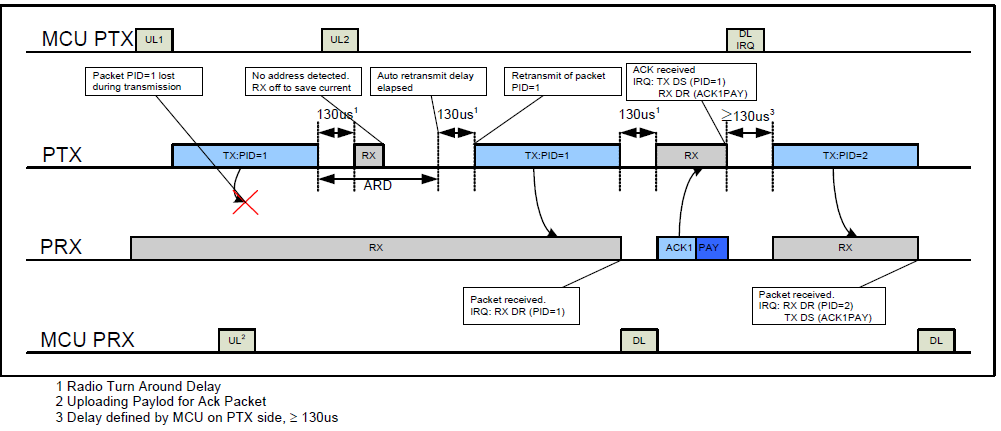 MCU PTX
UL1
UL2
DL
IRQ
Packet PID=1 lost
during transmission
No address detected.
RX off to save current
Auto retransmit delay
elapsed
Retransmit of packet
PID=1
ACK received
IRQ: TX DS (PID=1)
RX DR (ACK1PAY)
130us1
130us1
130us1
≥130us3
PTX
TX:PID=1
RX
TX:PID=1
RX
TX:PID=2
ARD
PRX
RX
ACK1
PAY
RX
Packet received.
IRQ: RX DR (PID=1)
Packet received.
IRQ: RX DR (PID=2)
TX DS (ACK1PAY)
MCU PRX
UL2
DL
DL
1 Radio Turn Around Delay
2 Uploading Paylod for Ack Packet
3 Delay defined by MCU on PTX side, ≥ 130us